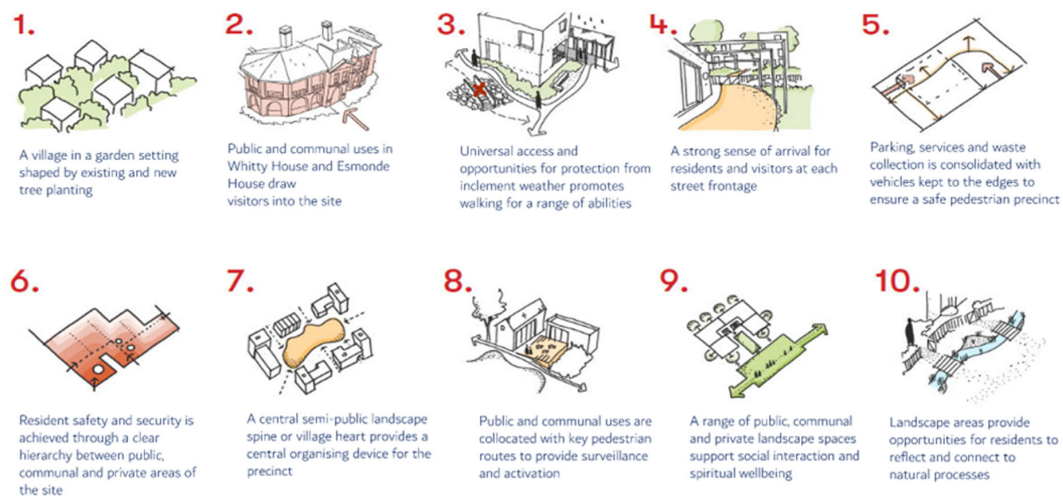 1.
A village in a garden setting
shaped by existing and new
tree planting
2.
Public and communal uses in
Whitty House and Esmonde
House draw
visitors into the site
3.
Universal access and
opportunities for protection from
inclement weather promotes
walking for a range of abilities
4.
A strong sense of arrival for
residents and visitors at each
street frontage
5.
Parking, services and waste
collection is consolidated with
vehicles kept to the edges to
ensure a safe pedestrian precinct
6.
Resident safety and security is
achieved through a clear
hierarchy between public,
communal and private areas of
the site
7.
A central semi-public landscape
spine or village heart provides a
central organising device for the
precinct
8.
Public and communal uses are
collocated with key pedestrian
routes to provide surveillance
and activation
9.
A range of public, communal
and private landscape spaces
support social interaction and
spiritual wellbeing
10.
Landscape areas provide
opportunities for residents to
reflect and connect to
natural processes